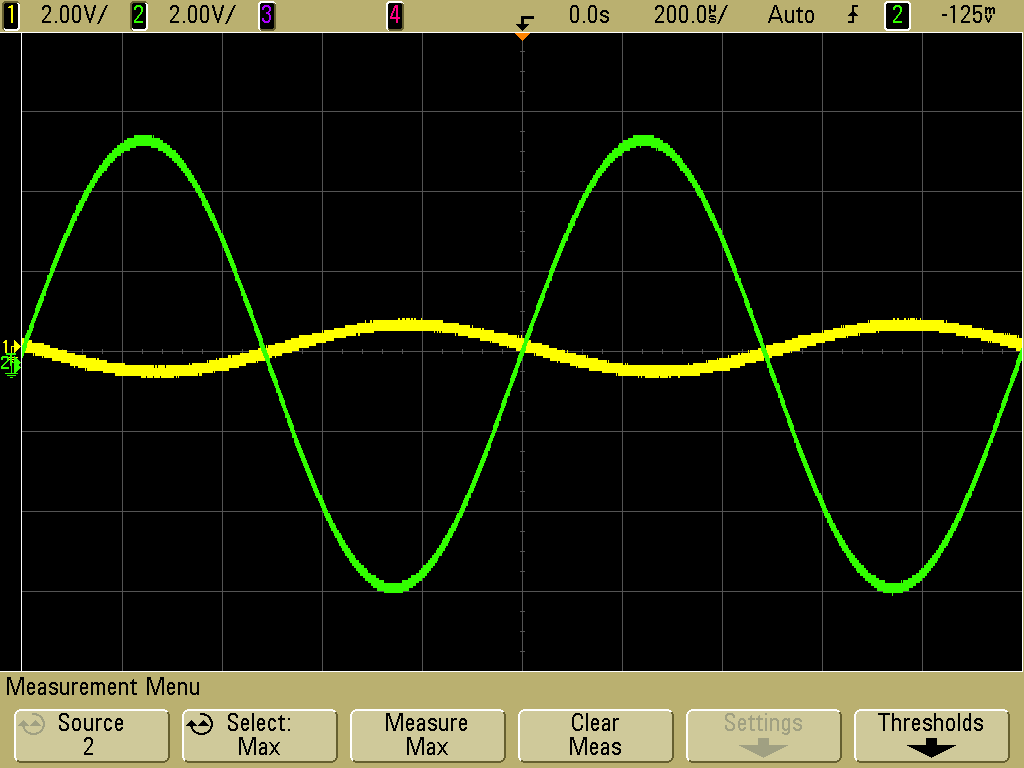 1 2.00V/ 2 2.00V/ 3 4 0.0s 200.0µs/ Auto 2 -125mV
1
2
Measurement Menu
Source Select: Measure Clear Settings Thresholds
2 Max Max Meas